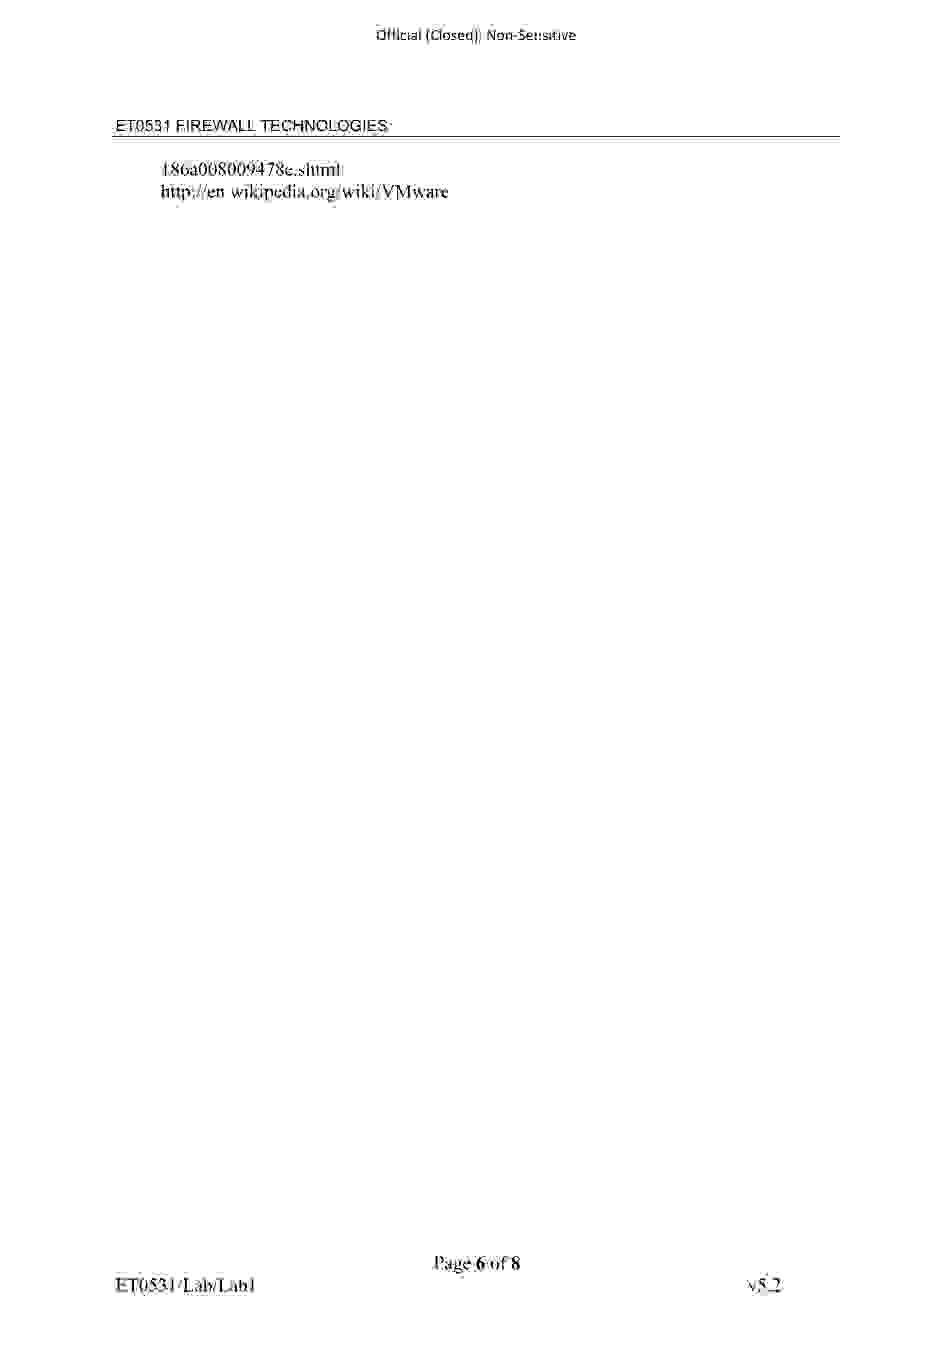 Official (Closed) Non-Sensitive
ET0531 FIREWALL TECHNOLOGIES
186a008009478e.shtml
http://en.wikipedia.org/wiki/VMware
Page 6 of 8
ET0531/Lab/Lab1
v5.2